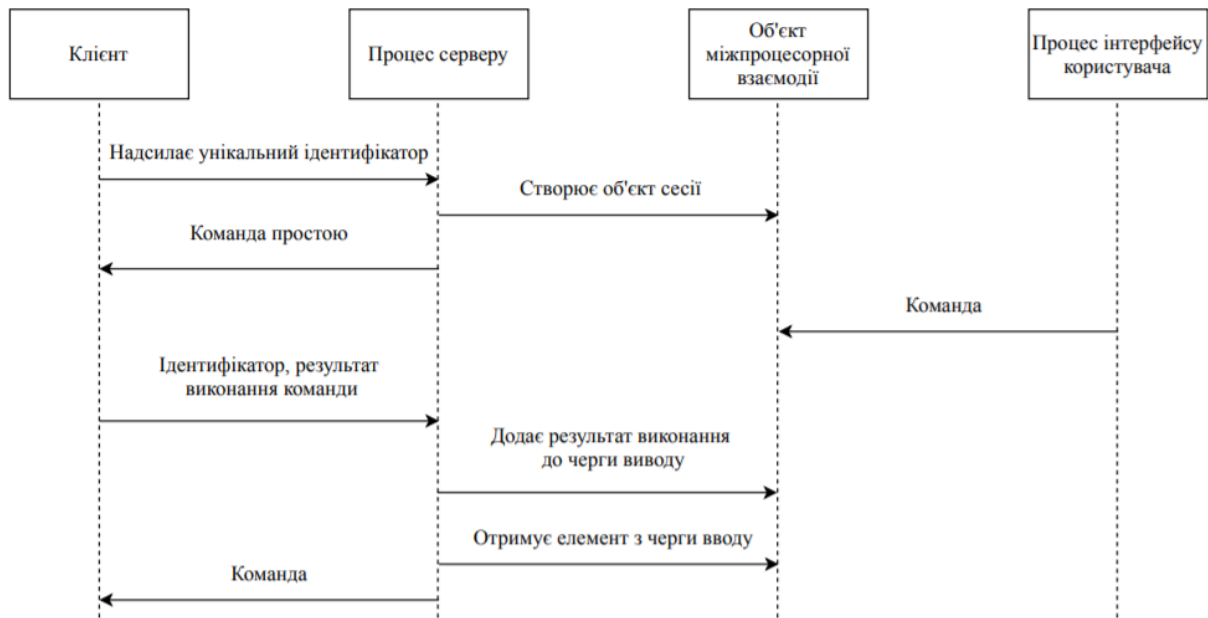 Клієнт
Процес серверу
Об'єкт
міжпроцесорної
взаємодії
Процес інтерфейсу
користувача
Надсилає унікальний ідентифікатор
Створює об'єкт сесії
Команда простою
Команда
Ідентифікатор, результат
виконання команди
Додає результат виконання
до черги виводу
Отримує елемент з черги вводу
Команда